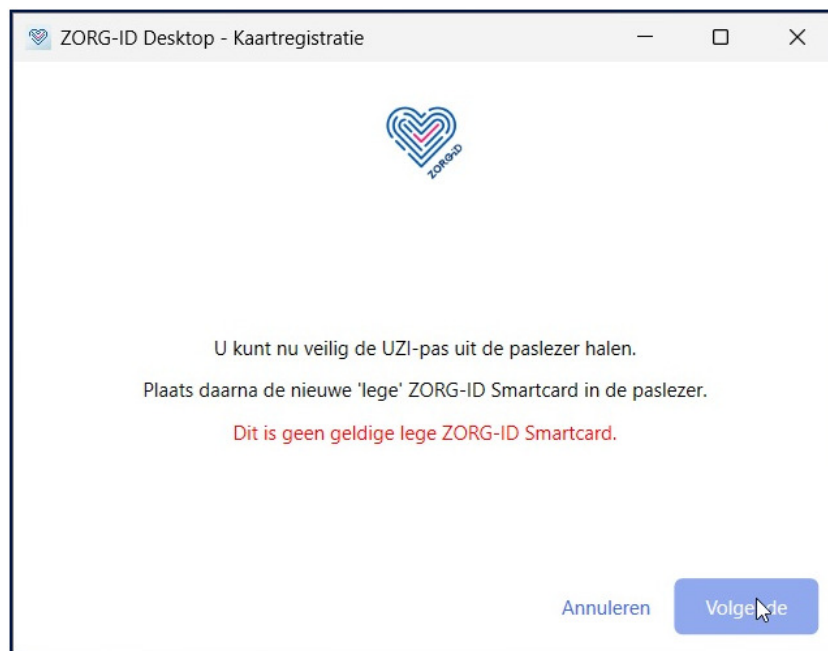 ZORG-ID Desktop - Kaartregistratie
ZORG-ID
U kunt nu veilig de UZI-pas uit de paslezer halen.
Plaats daarna de nieuwe 'lege' ZORG-ID Smartcard in de paslezer.
Dit is geen geldige lege ZORG-ID Smartcard.
Annuleren Volgende